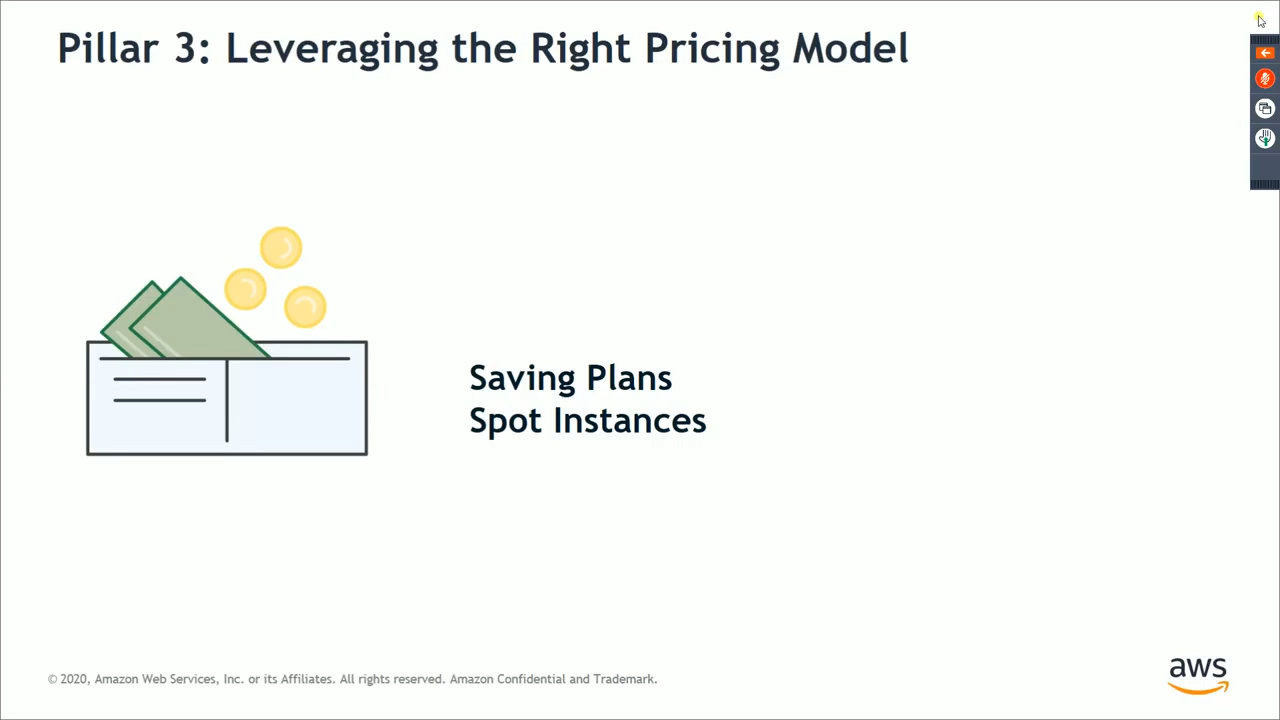 Pillar 3: Leveraging the Right Pricing Model
Saving Plans
Spot Instances
© 2020, Amazon Web Services, Inc. or its Affiliates. All rights reserved. Amazon Confidential and Trademark.
aws